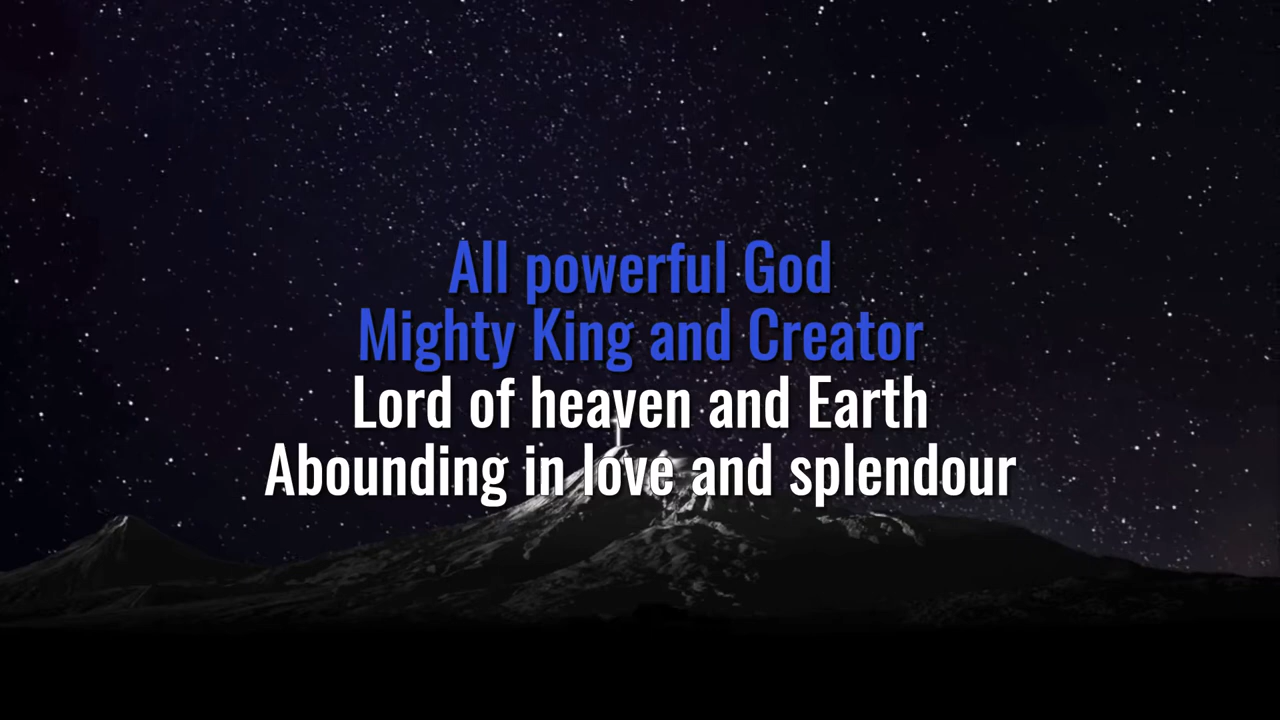 All powerful God
Mighty King and Creator
Lord of heaven and Earth
Abounding in love and splendour